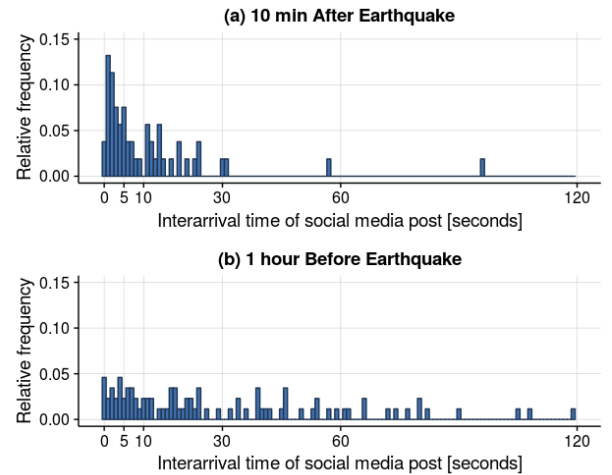 (a) 10 min After Earthquake
Relative frequency
0.15
0.10
0.05
0.00
0 5 10 30 60 120
Interarrival time of social media post [seconds]
(b) 1 hour Before Earthquake
Relative frequency
0.15
0.10
0.05
0.00
0 5 10 30 60 120
Interarrival time of social media post [seconds]